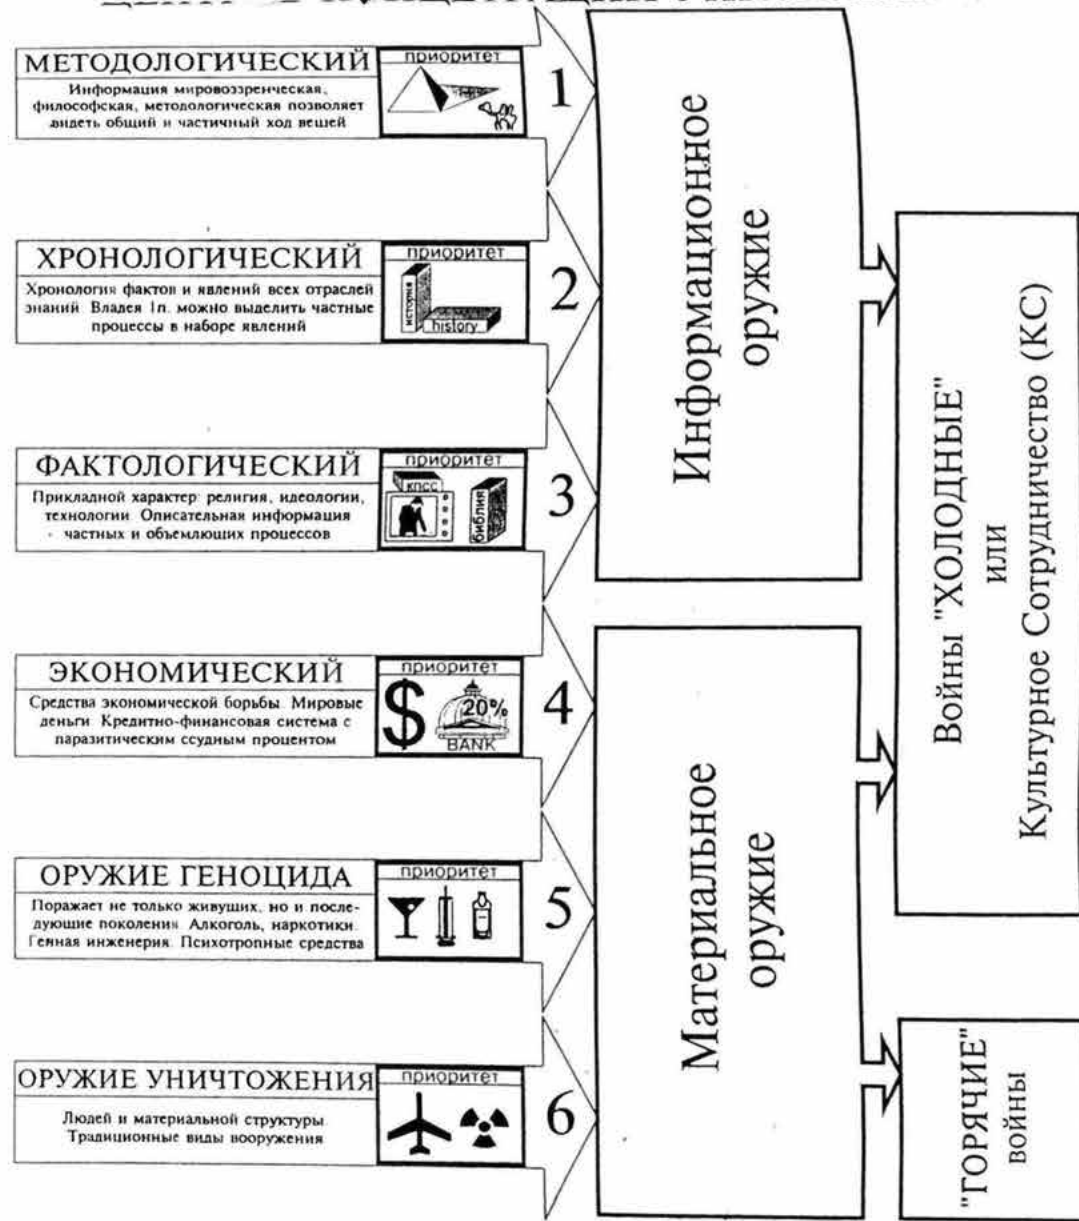 МЕТОДОЛОГИЧЕСКИЙ
Информация мировоззренческая,
философская, методологическая позволяет
видеть общий и частичный ход вещей
приоритет
1
ХРОНОЛОГИЧЕСКИЙ
Хронология фактов и явлений всех отраслей
знаний. Владея 1п. можно выделить частные
процессы в наборе явлений
приоритет
история
history
2
ФАКТОЛОГИЧЕСКИЙ
Прикладной характер: религия, идеологии,
технологии. Описательная информация
частных и объемлющих процессов
приоритет
КПСС
библия
3
ЭКОНОМИЧЕСКИЙ
Средства экономической борьбы. Мировые
деньги. Кредитно-финансовая система с
паразитическим ссудным процентом
приоритет
$
20%
BANK
4
ОРУЖИЕ ГЕНОЦИДА
Поражает не только живущих, но и после-
дующие поколения. Алкоголь, наркотики.
Генная инженерия. Психотропные средства
приоритет
5
ОРУЖИЕ УНИЧТОЖЕНИЯ
Людей и материальной структуры
Традиционные виды вооружения
приоритет
6
Информационное
оружие
Материальное
оружие
Войны "ХОЛОДНЫЕ"
или
Культурное Сотрудничество (КС)
"ГОРЯЧИЕ"
войны